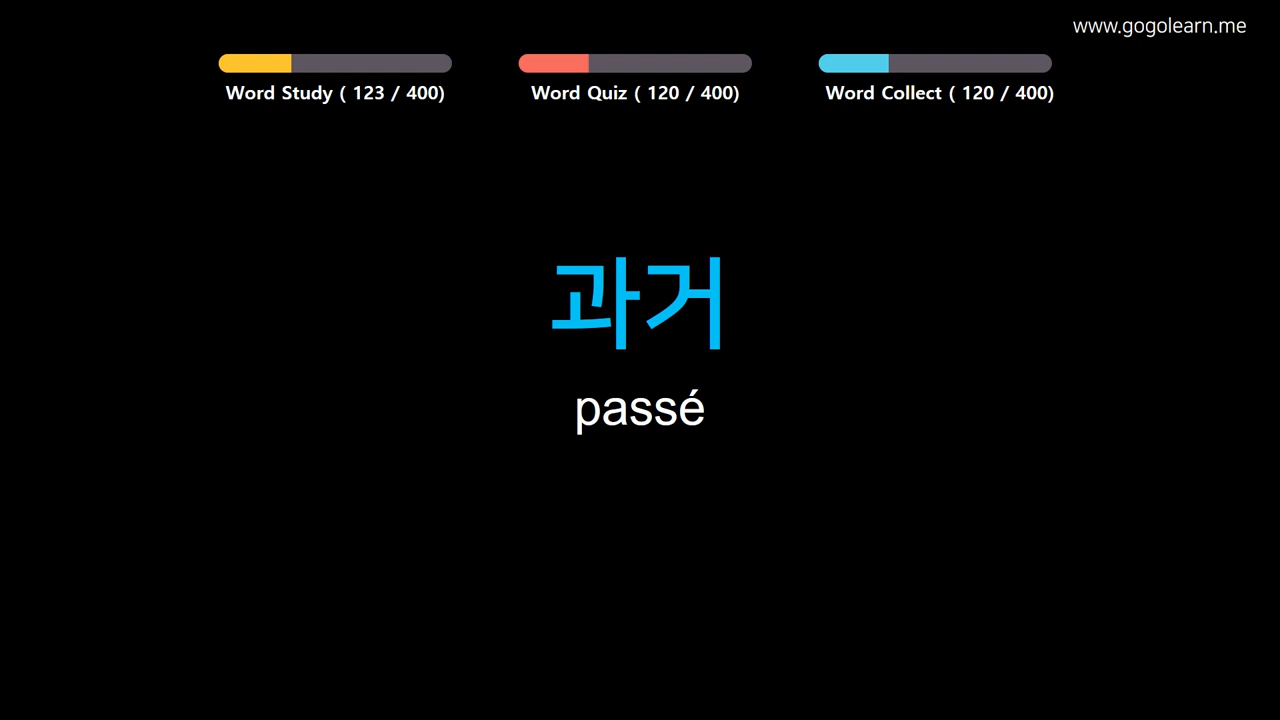 www.gogolearn.me
Word Study ( 123 / 400)
Word Quiz ( 120 / 400)
Word Collect ( 120 / 400)
과거
passé